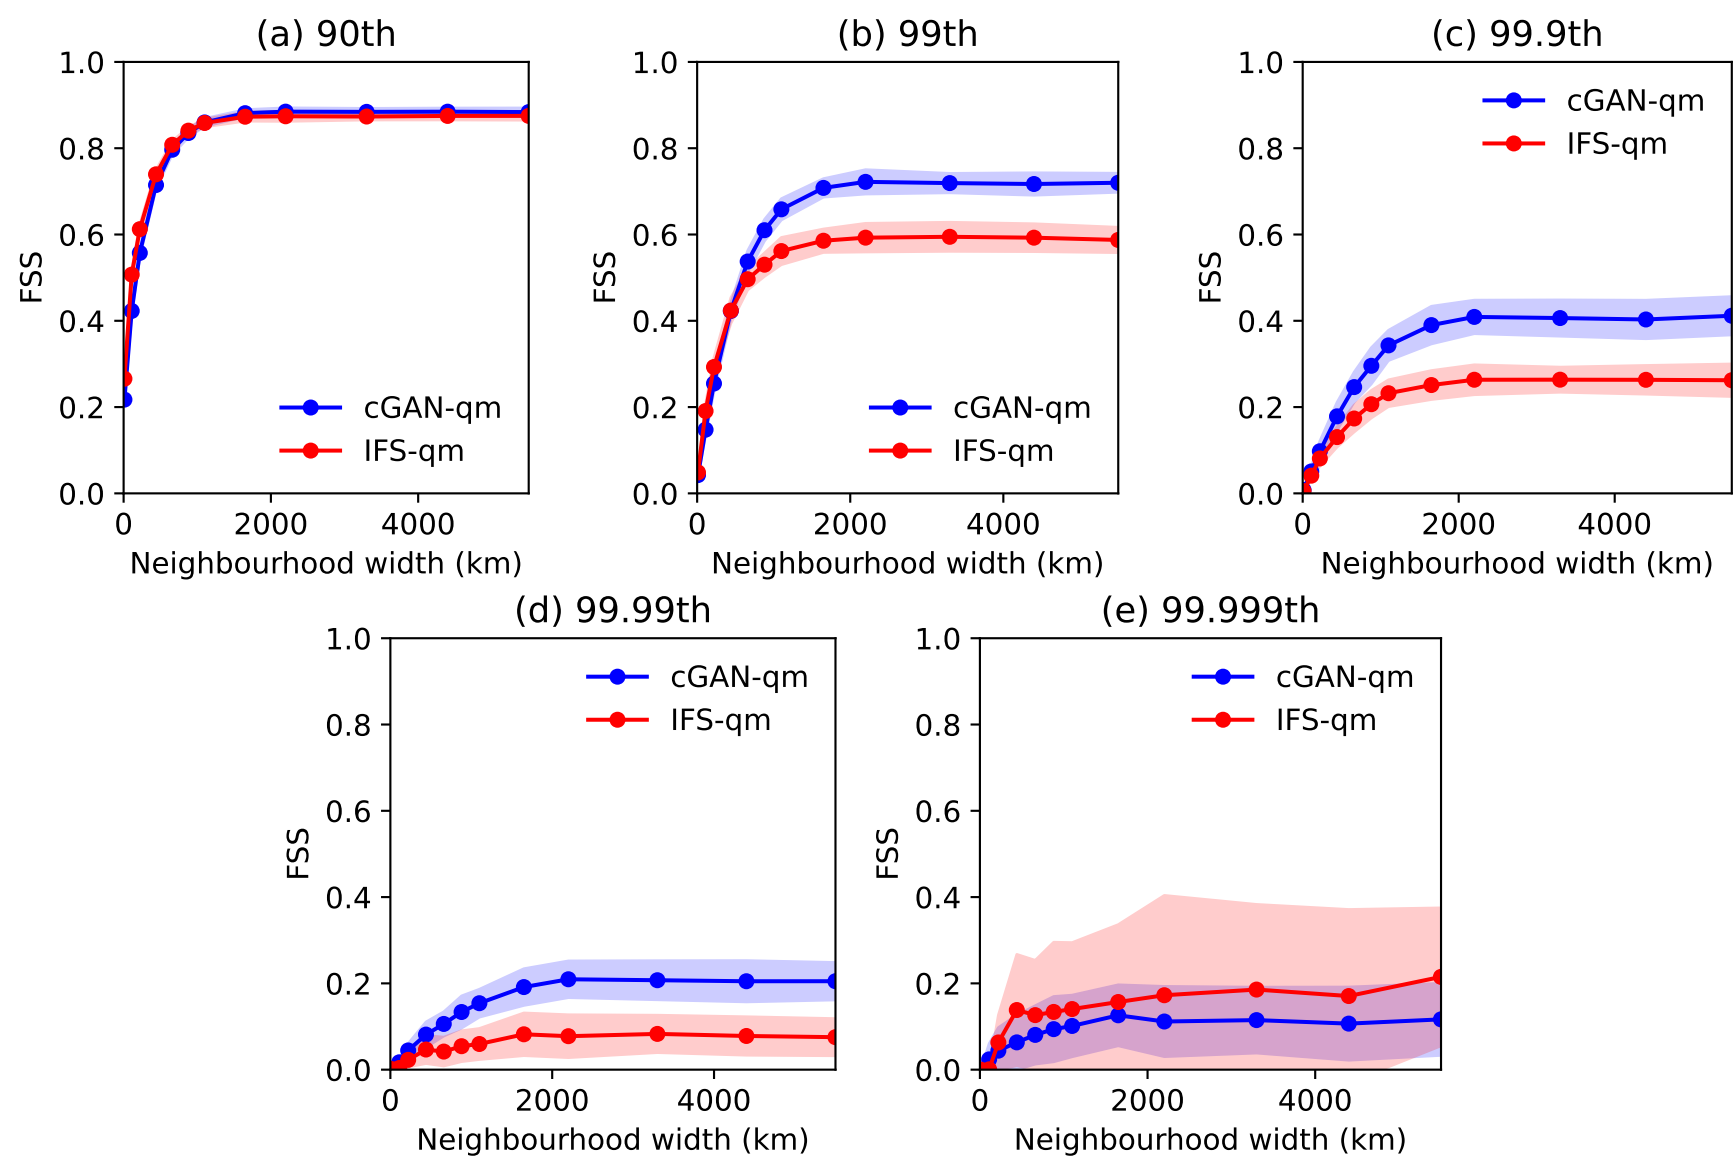 (a) 90th
1.0
0.8
0.6
0.4
0.2
0.0
FSS
cGAN-qm
IFS-qm
0 2000 4000
Neighbourhood width (km)
(b) 99th
1.0
0.8
0.6
0.4
0.2
0.0
FSS
cGAN-qm
IFS-qm
0 2000 4000
Neighbourhood width (km)
(c) 99.9th
1.0
0.8
0.6
0.4
0.2
0.0
FSS
cGAN-qm
IFS-qm
0 2000 4000
Neighbourhood width (km)
(d) 99.99th
1.0
0.8
0.6
0.4
0.2
0.0
FSS
cGAN-qm
IFS-qm
0 2000 4000
Neighbourhood width (km)
(e) 99.999th
1.0
0.8
0.6
0.4
0.2
0.0
FSS
cGAN-qm
IFS-qm
0 2000 4000
Neighbourhood width (km)